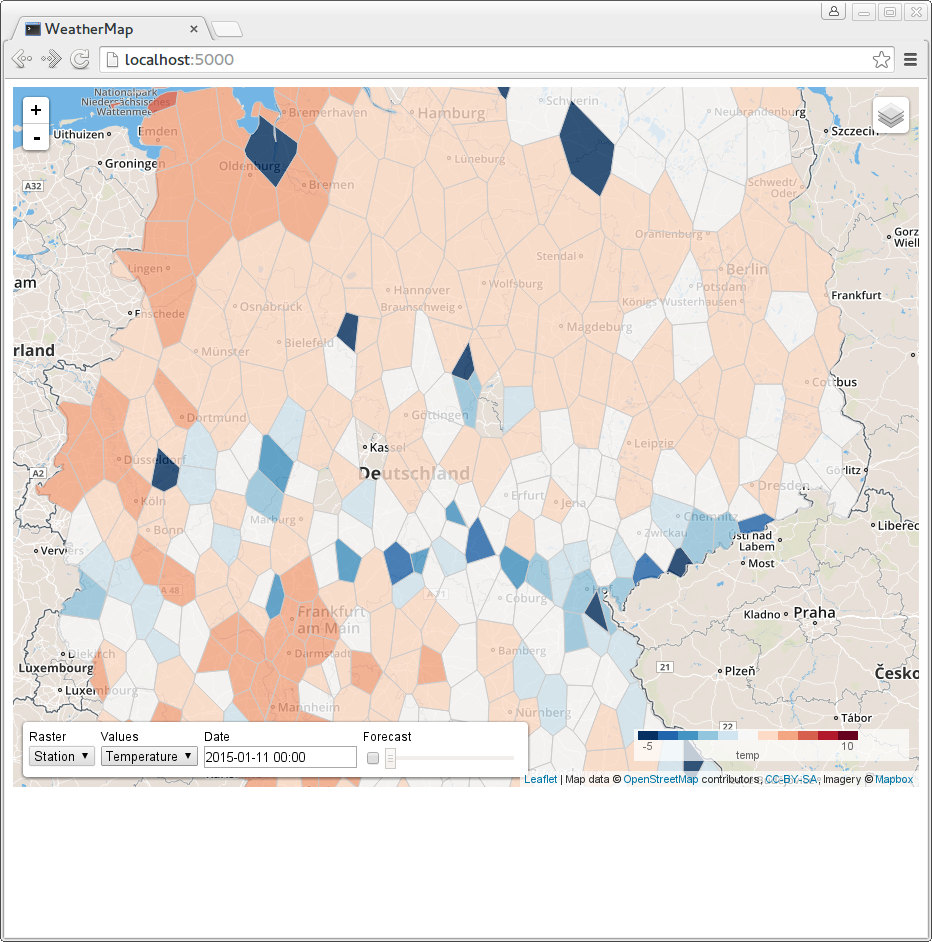 WeatherMap
localhost:5000
+
-
Nationalpark
Niedersächsisches
Wattenmeer
Bremerhaven
Hamburg
Schwerin
Neubrandenburg
Szczecin
Uithuizen
Emden
Groningen
Oldenburg
Bremen
Lüneburg
A32
Schwedt/
Oder
Oranienburg
Gorz
Wiel
Lingen
Stendal
Berlin
am
Hannover
Wolfsburg
Potsdam
Frankfurt
Enschede
Osnabrück
Braunschweig
Königs Wusterhausen
Magdeburg
rland
Münster
Bielefeld
Cottbus
Dortmund
Göttingen
Kassel
Leipzig
A2
Düsseldorf
Deutschland
Görlitz
Köln
Erfurt
Jena
Dresden
Bonn
Marburg
Chemnitz
Zwickau
Liberec
Verviers
Ústí nad
Labem
Most
A 48
A 71
Coburg
Hof
Frankfurt
am Main
Kladno
Praha
Diekirch
Darmstadt
Bamberg
Luxembourg
21
Plzeň
Česko
Luxembourg
Mannheim
Nürnberg
22
Tábor
Raster
Values
Date
Forecast
Station
Temperature
2015-01-11 00:00
-5
10
temp
Leaflet | Map data © OpenStreetMap contributors, CC-BY-SA, Imagery © Mapbox